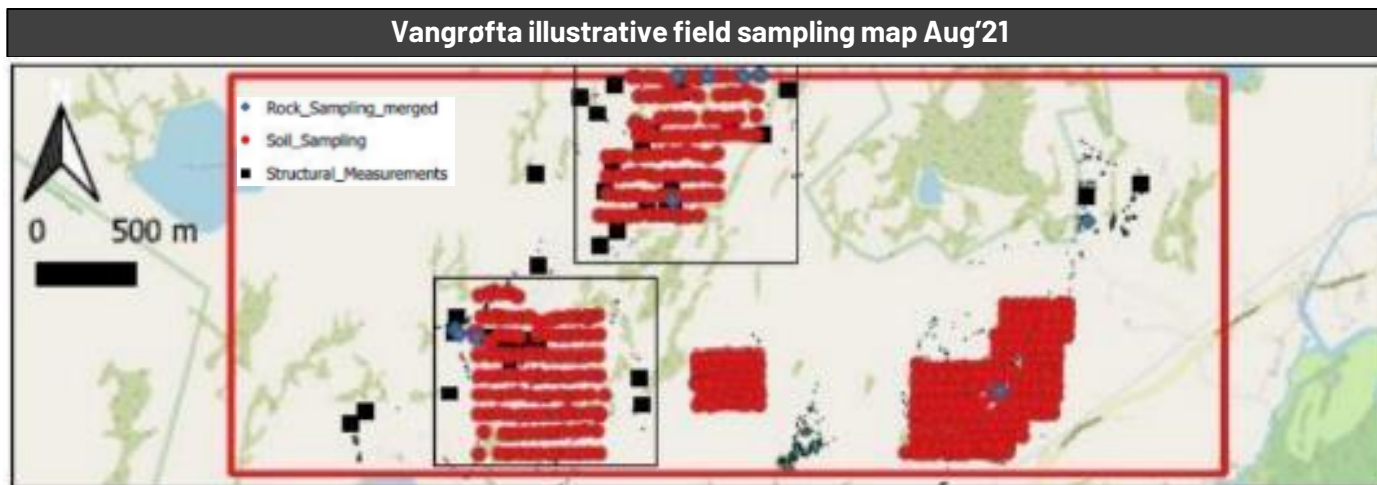 Vangrøfta illustrative field sampling map Aug'21
Rock_Sampling_merged
Soil_Sampling
Structural_Measurements
0 500 m